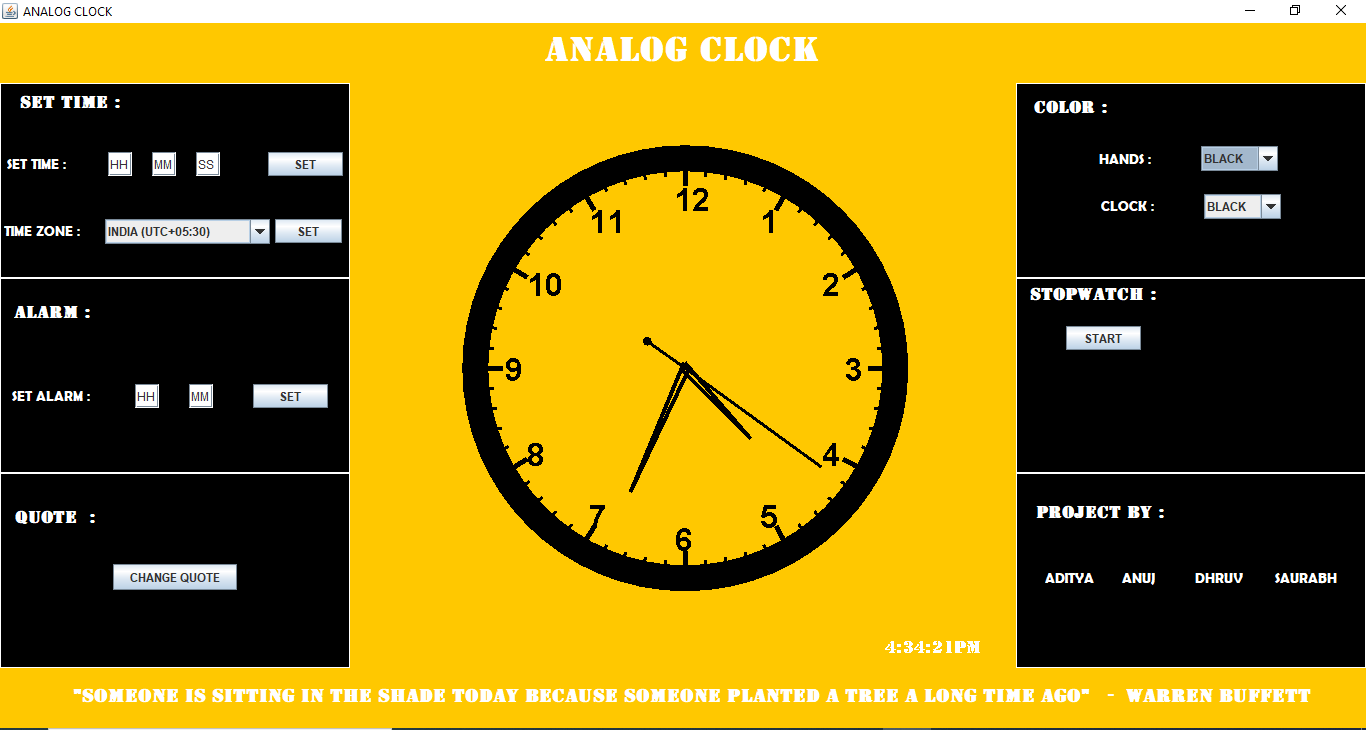 ANALOG CLOCK
ANALOG CLOCK
SET TIME :
SET TIME : HH MM SS SET
TIME ZONE : INDIA (UTC+05:30) SET
ALARM :
SET ALARM : HH MM SET
QUOTE :
CHANGE QUOTE
12
1
2
3
4
5
6
7
8
9
10
11
4:34:21PM
COLOR :
HANDS : BLACK
CLOCK : BLACK
STOPWATCH :
START
PROJECT BY :
ADITYA ANUJ DHRUV SAURABH
"SOMEONE IS SITTING IN THE SHADE TODAY BECAUSE SOMEONE PLANTED A TREE A LONG TIME AGO" - WARREN BUFFETT